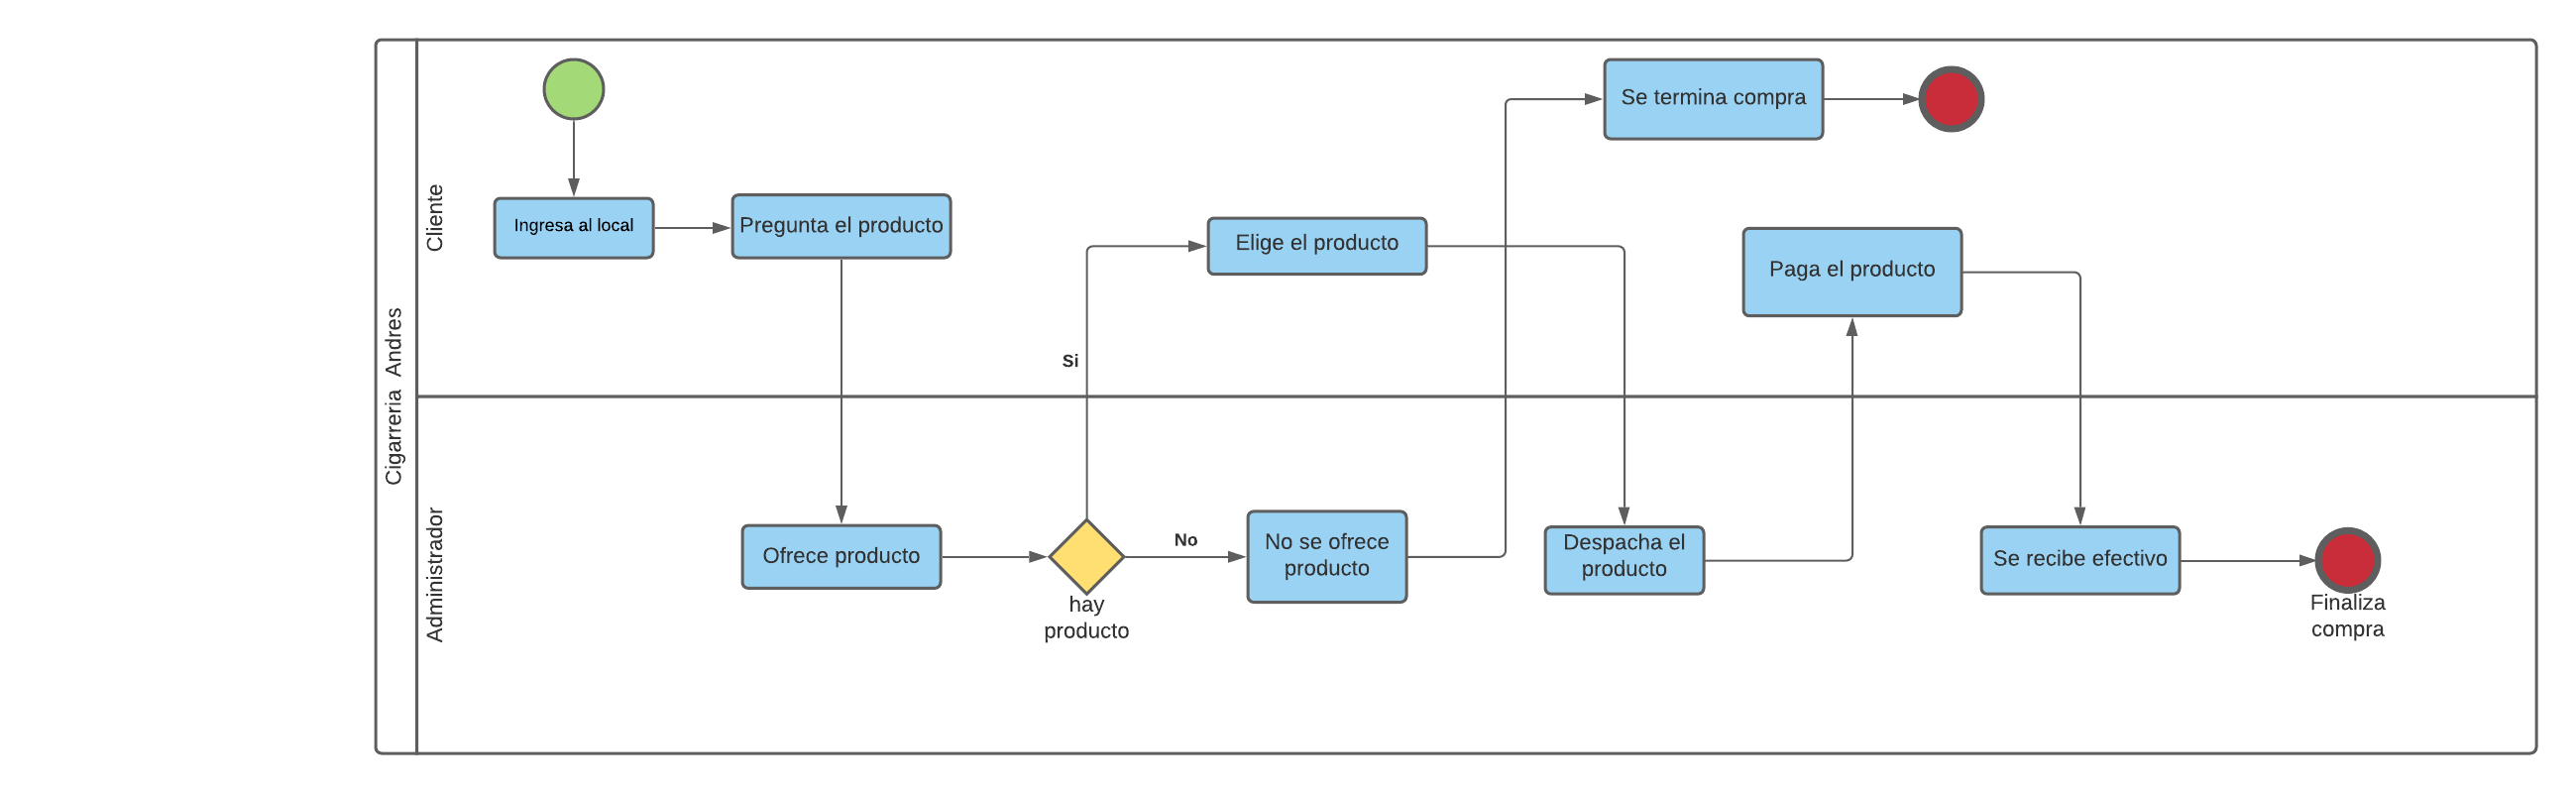 Cigarreria Andres
Cliente
Administrador
Ingresa al local
Pregunta el producto
Ofrece producto
hay
producto
Si
No
Elige el producto
No se ofrece
producto
Se termina compra
Despacha el
producto
Paga el producto
Se recibe efectivo
Finaliza
compra